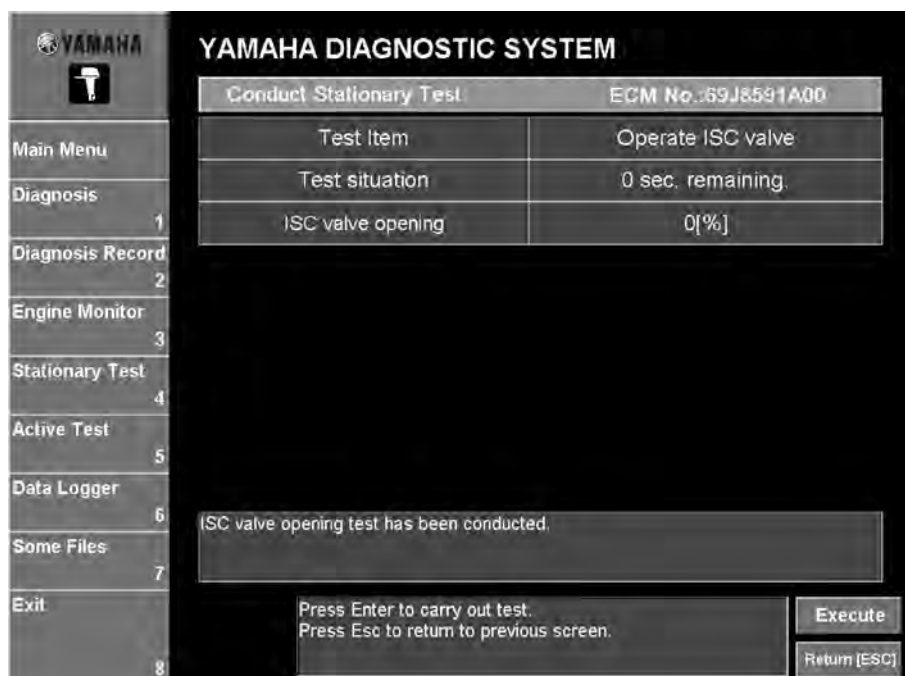 YAMAHA
YAMAHA DIAGNOSTIC SYSTEM
Conduct Stationary Test ECM No.:69J8591A00
Test Item Operate ISC valve
Test situation 0 sec. remaining.
ISC valve opening 0[%]
Main Menu
Diagnosis
1
Diagnosis Record
2
Engine Monitor
3
Stationary Test
4
Active Test
5
Data Logger
6
Some Files
7
Exit
8
ISC valve opening test has been conducted.
Press Enter to carry out test.
Press Esc to return to previous screen.
Execute
Return [ESC]